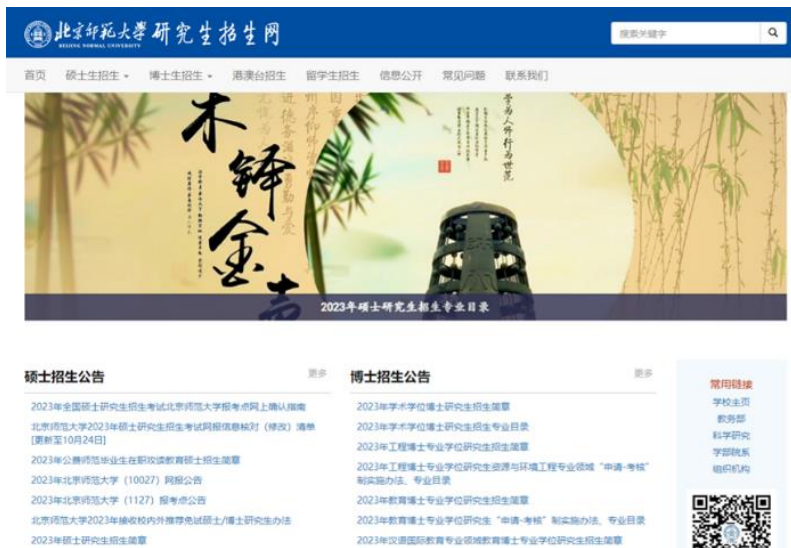 北京师范大学研究生招生网
BEIJING NORMAL UNIVERSITY
搜索关键字
首页 硕士生招生 博士生招生 港澳台招生 留学生招生 信息公开 常见问题 联系我们
木铎金声
学为人师行为世范
2023年硕士研究生招生专业目录
硕士招生公告 更多
2023年全国硕士研究生招生考试北京师范大学报考点网上确认指南
北京师范大学2023年硕士研究生招生考试网报信息核对（修改）清单
[更新至10月24日]
2023年公费师范毕业生在职攻读教育硕士招生简章
2023年北京师范大学（10027）网报公告
2023年北京师范大学（1127）报考点公告
北京师范大学2023年接收校内外推荐免试硕士/博士研究生办法
2023年硕士研究生招生简章
博士招生公告 更多
2023年学术学位博士研究生招生简章
2023年学术学位博士研究生招生专业目录
2023年工程博士专业学位研究生招生简章
2023年工程博士专业学位研究生资源与环境工程专业领域“申请-考核”
制实施办法、专业目录
2023年教育博士专业学位研究生招生简章
2023年教育博士专业学位研究生“申请-考核”制实施办法、专业目录
2023年汉语国际教育专业领域教育博士专业学位研究生招生简章
常用链接
学校主页
教务部
科学研究
学部院系
组织机构